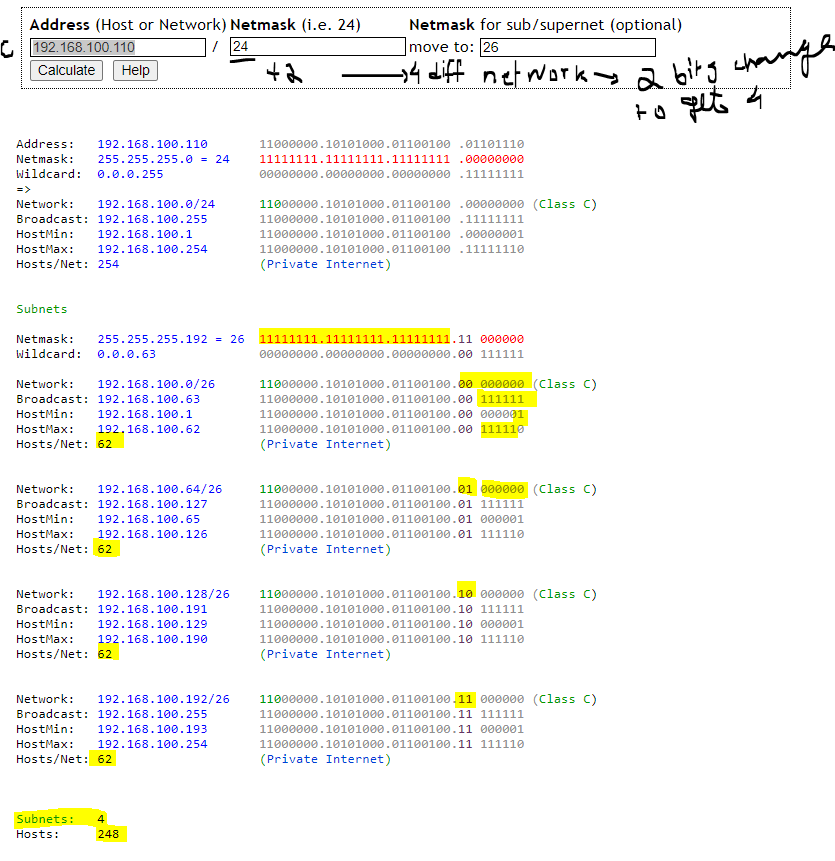 Address (Host or Network) Netmask (i.e. 24) Netmask for sub/supernet (optional)
C 192.168.100.110 / 24 move to: 26
Calculate Help
+2 → 4 diff network → 2 bits change
to gets 4
Address: 192.168.100.110 11000000.10101000.01100100 .01101110
Netmask: 255.255.255.0 = 24 11111111.11111111.11111111 .00000000
Wildcard: 0.0.0.255 00000000.00000000.00000000 .11111111
=>
Network: 192.168.100.0/24 11000000.10101000.01100100 .00000000 (Class C)
Broadcast: 192.168.100.255 11000000.10101000.01100100 .11111111
HostMin: 192.168.100.1 11000000.10101000.01100100 .00000001
HostMax: 192.168.100.254 11000000.10101000.01100100 .11111110
Hosts/Net: 254 (Private Internet)
Subnets
Netmask: 255.255.255.192 = 26 11111111.11111111.11111111.11 000000
Wildcard: 0.0.0.63 00000000.00000000.00000000.00 111111
Network: 192.168.100.0/26 11000000.10101000.01100100.00 000000 (Class C)
Broadcast: 192.168.100.63 11000000.10101000.01100100.00 111111
HostMin: 192.168.100.1 11000000.10101000.01100100.00 000001
HostMax: 192.168.100.62 11000000.10101000.01100100.00 111110
Hosts/Net: 62 (Private Internet)
Network: 192.168.100.64/26 11000000.10101000.01100100.01 000000 (Class C)
Broadcast: 192.168.100.127 11000000.10101000.01100100.01 111111
HostMin: 192.168.100.65 11000000.10101000.01100100.01 000001
HostMax: 192.168.100.126 11000000.10101000.01100100.01 111110
Hosts/Net: 62 (Private Internet)
Network: 192.168.100.128/26 11000000.10101000.01100100.10 000000 (Class C)
Broadcast: 192.168.100.191 11000000.10101000.01100100.10 111111
HostMin: 192.168.100.129 11000000.10101000.01100100.10 000001
HostMax: 192.168.100.190 11000000.10101000.01100100.10 111110
Hosts/Net: 62 (Private Internet)
Network: 192.168.100.192/26 11000000.10101000.01100100.11 000000 (Class C)
Broadcast: 192.168.100.255 11000000.10101000.01100100.11 111111
HostMin: 192.168.100.193 11000000.10101000.01100100.11 000001
HostMax: 192.168.100.254 11000000.10101000.01100100.11 111110
Hosts/Net: 62 (Private Internet)
Subnets: 4
Hosts: 248